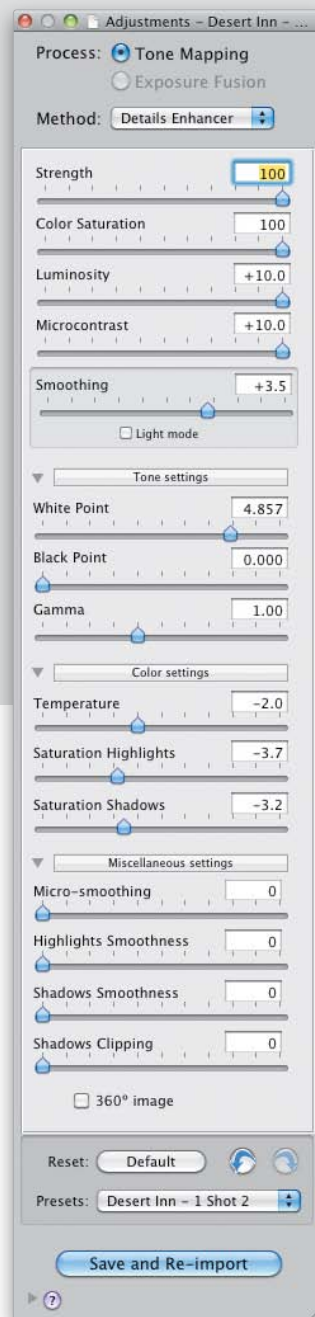 Adjustments – Desert Inn – ...
Process: Tone Mapping
Exposure Fusion
Method: Details Enhancer
Strength 100
Color Saturation 100
Luminosity +10.0
Microcontrast +10.0
Smoothing +3.5
Light mode
Tone settings
White Point 4.857
Black Point 0.000
Gamma 1.00
Color settings
Temperature -2.0
Saturation Highlights -3.7
Saturation Shadows -3.2
Miscellaneous settings
Micro-smoothing 0
Highlights Smoothness 0
Shadows Smoothness 0
Shadows Clipping 0
360° image
Reset: Default
Presets: Desert Inn – 1 Shot 2
Save and Re-import
?